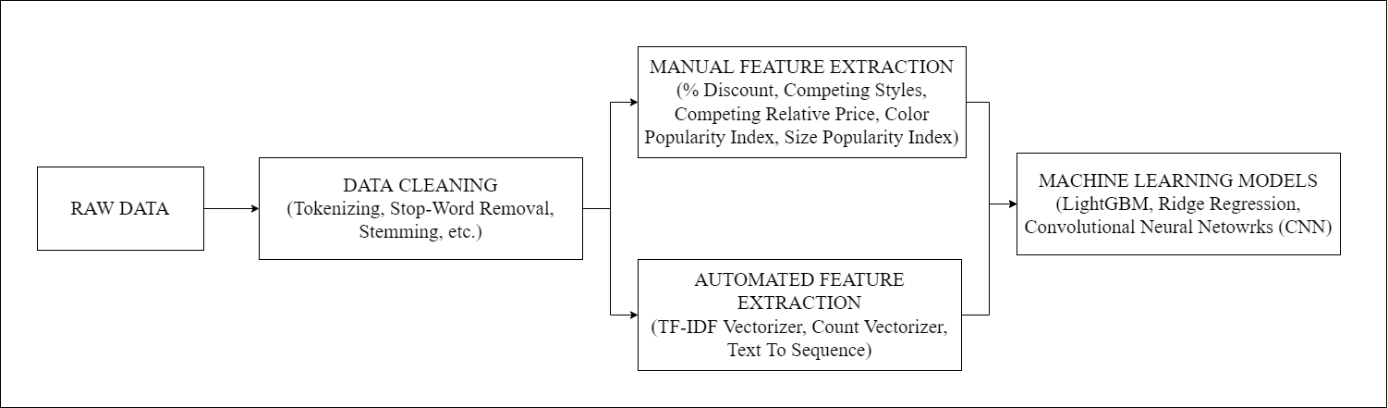 RAW DATA
DATA CLEANING
(Tokenizing, Stop-Word Removal,
Stemming, etc.)
MANUAL FEATURE EXTRACTION
(% Discount, Competing Styles,
Competing Relative Price, Color
Popularity Index, Size Popularity Index)
AUTOMATED FEATURE
EXTRACTION
(TF-IDF Vectorizer, Count Vectorizer,
Text To Sequence)
MACHINE LEARNING MODELS
(LightGBM, Ridge Regression,
Convolutional Neural Netowrks (CNN)